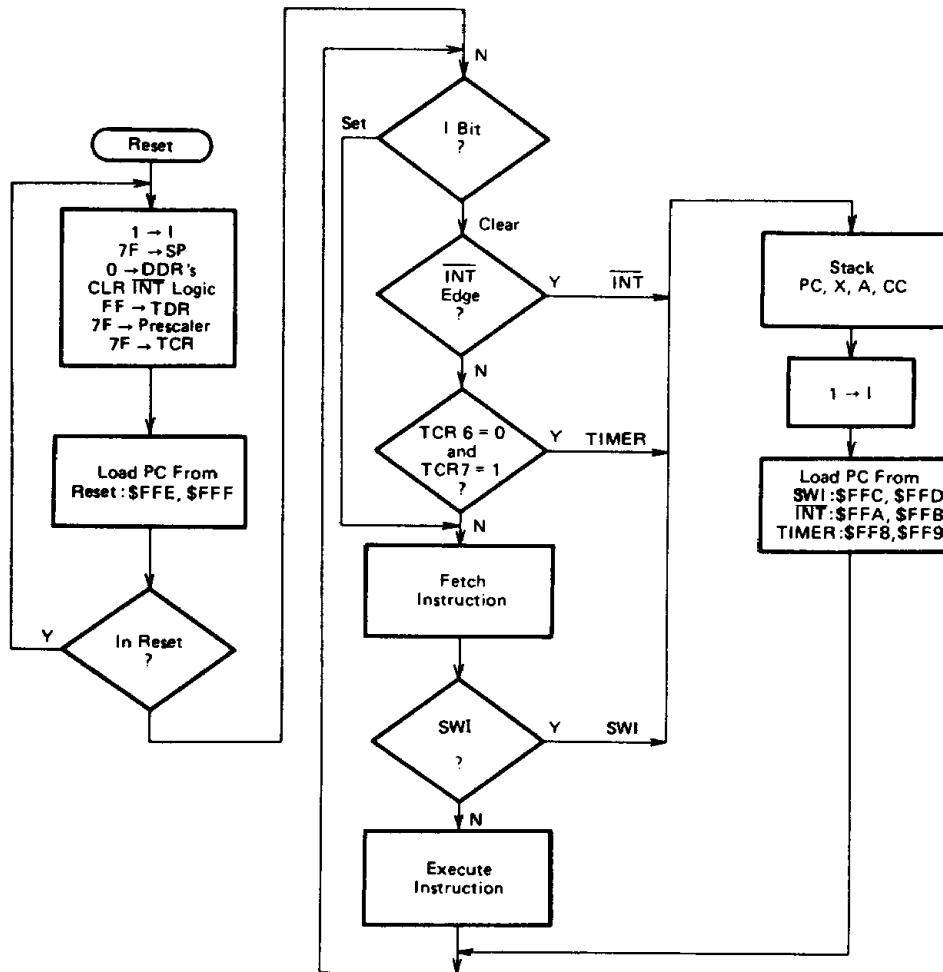 Reset
1 → I
7F → SP
0 → DDR's
CLR INT Logic
FF → TDR
7F → Prescaler
7F → TCR
Load PC From
Reset:$FFE, $FFF
Y
In Reset
?
N
Set
I Bit
?
Clear
INT
Edge
?
Y
INT
N
TCR 6 = 0
and
TCR7 = 1
?
Y
TIMER
N
Fetch
Instruction
SWI
?
Y
SWI
N
Execute
Instruction
Stack
PC, X, A, CC
1 → I
Load PC From
SWI:$FFC, $FFD
INT:$FFA, $FFB
TIMER:$FF8,$FF9